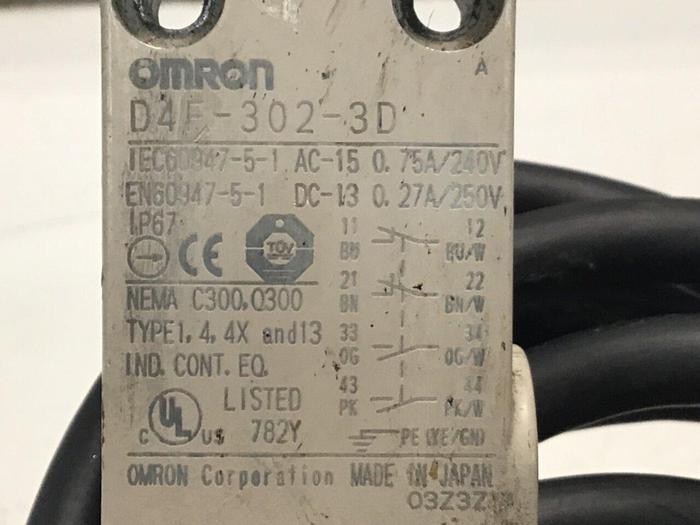 omron A
D4F-302-3D
IEC60947-5-1 AC-15 0.75A/240V
EN60947-5-1 DC-13 0.27A/250V
IP67 11 12
BU BU/W
CE TÜV 21 22
BN BN/W
NEMA C300,Q300
TYPE1,4,4X and13 33 34
OG OG/W
IND. CONT. EQ. 43 44
PK PK/W
c UL us LISTED
782Y PE(YE/GN)
OMRON Corporation MADE IN JAPAN